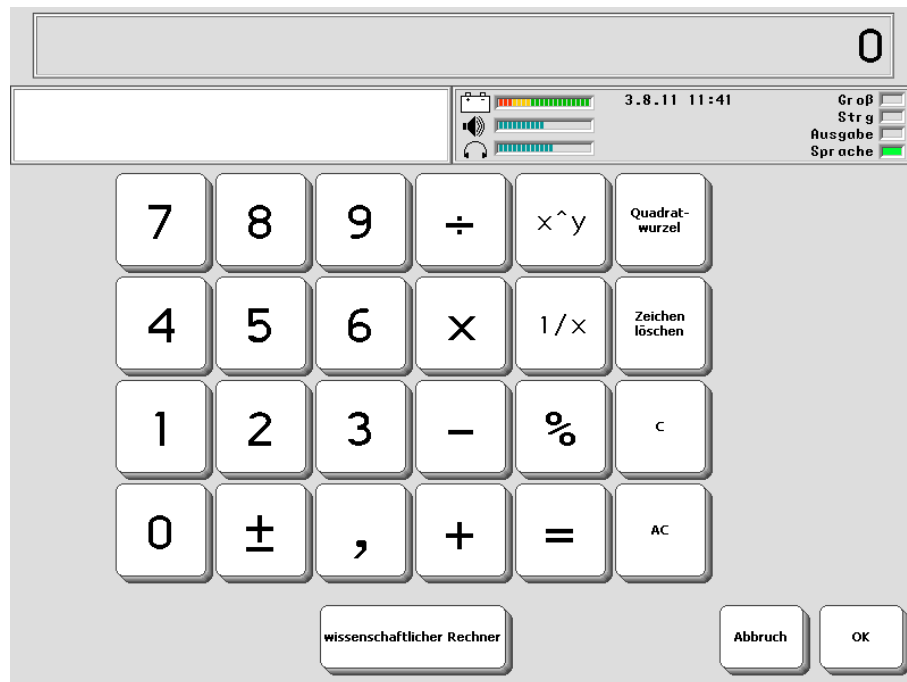 0
3.8.11 11:41
Groβ
Strg
Ausgabe
Sprache
7 8 9 ÷ x^y Quadrat-
wurzel
4 5 6 x 1/x Zeichen
löschen
1 2 3 − % C
0 ± , + = AC
wissenschaftlicher Rechner
Abbruch OK